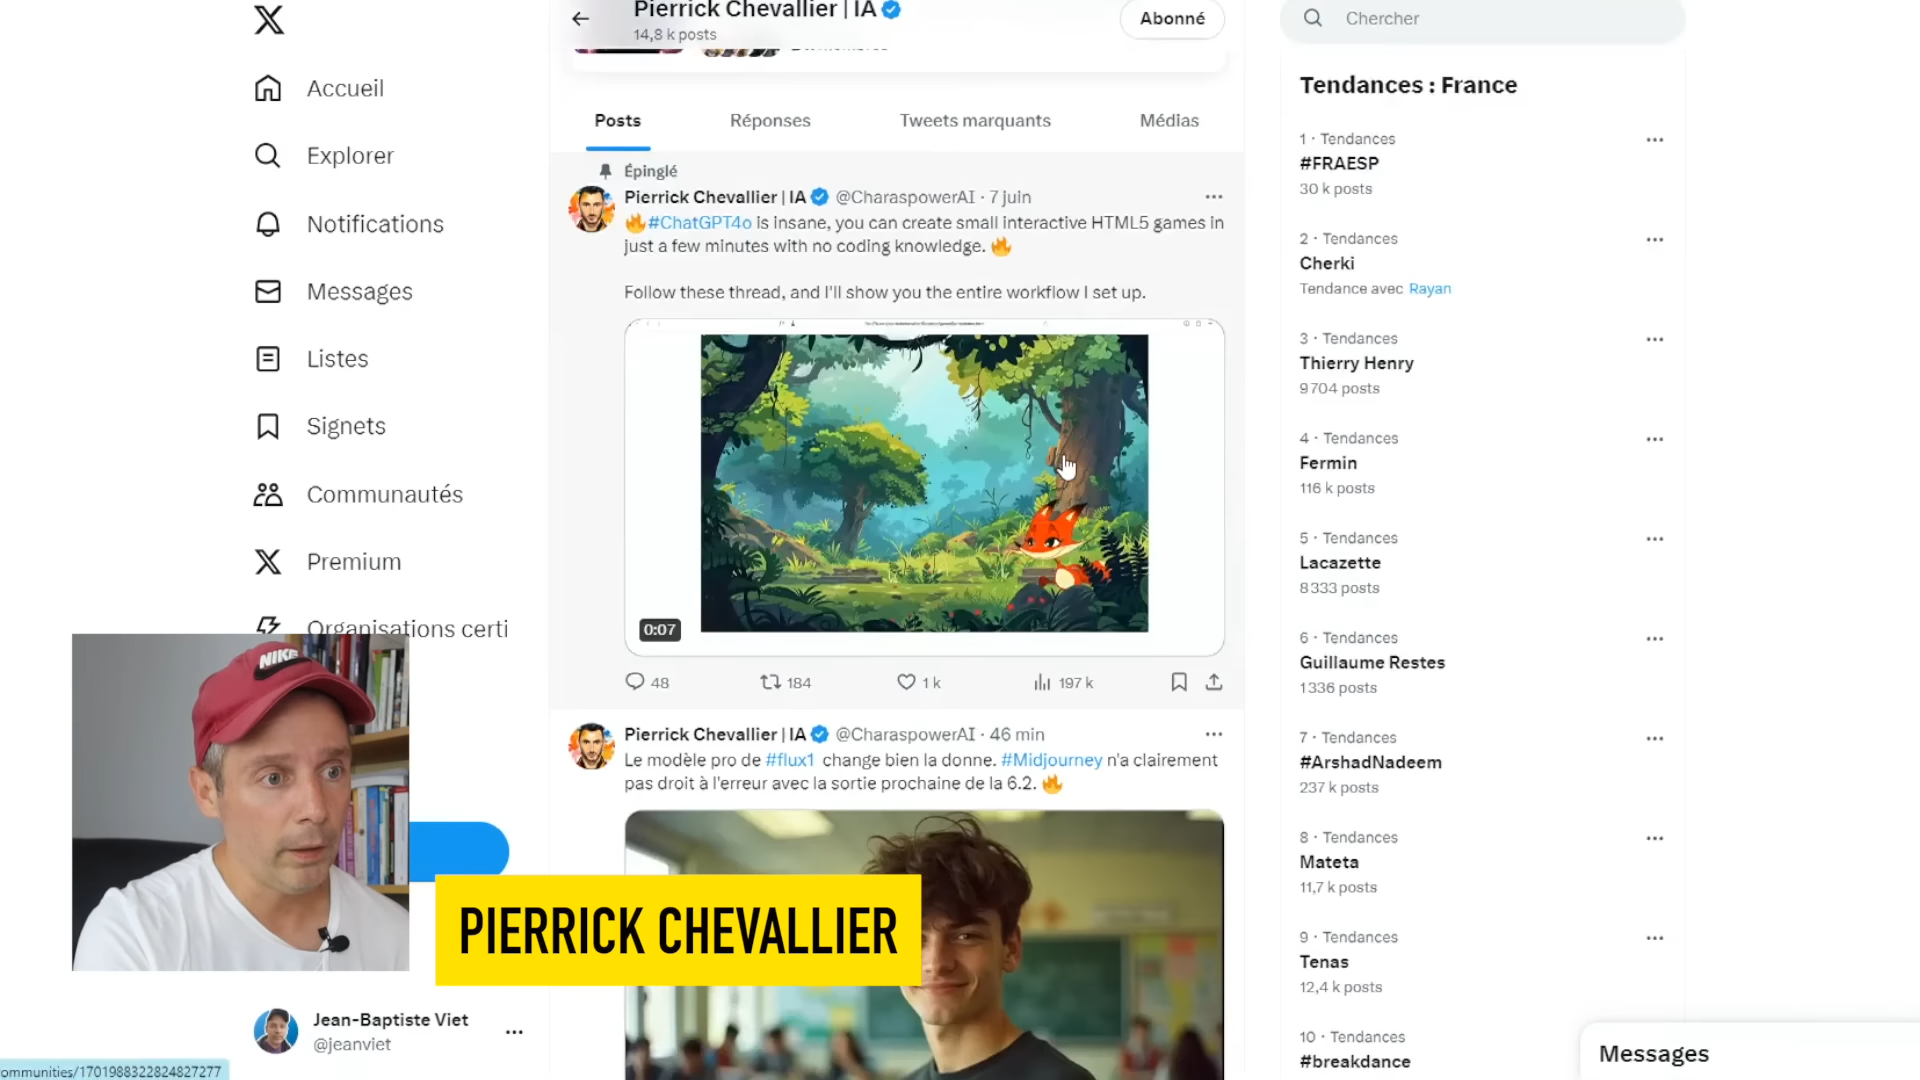 Accueil
Explorer
Notifications
Messages
Listes
Signets
Communautés
Premium
Organisations certi
NIKE
Jean-Baptiste Viet
@jeanviet
ommunities/1701988322824827277
Pierrick Chevallier | IA
14,8 k posts
Abonné
Posts
Réponses
Tweets marquants
Médias
Épinglé
Pierrick Chevallier | IA @CharaspowerAI · 7 juin
🔥#ChatGPT4o is insane, you can create small interactive HTML5 games in
just a few minutes with no coding knowledge. 🔥
Follow these thread, and I'll show you the entire workflow I set up.
0:07
48
184
1 k
197 k
Pierrick Chevallier | IA @CharaspowerAI · 46 min
Le modèle pro de #flux1 change bien la donne. #Midjourney n'a clairement
pas droit à l'erreur avec la sortie prochaine de la 6.2. 🔥
PIERRICK CHEVALLIER
Chercher
Tendances : France
1 · Tendances
#FRAESP
30 k posts
2 · Tendances
Cherki
Tendance avec Rayan
3 · Tendances
Thierry Henry
9 704 posts
4 · Tendances
Fermin
116 k posts
5 · Tendances
Lacazette
8 333 posts
6 · Tendances
Guillaume Restes
1 336 posts
7 · Tendances
#ArshadNadeem
237 k posts
8 · Tendances
Mateta
11,7 k posts
9 · Tendances
Tenas
12,4 k posts
10 · Tendances
#breakdance
Messages